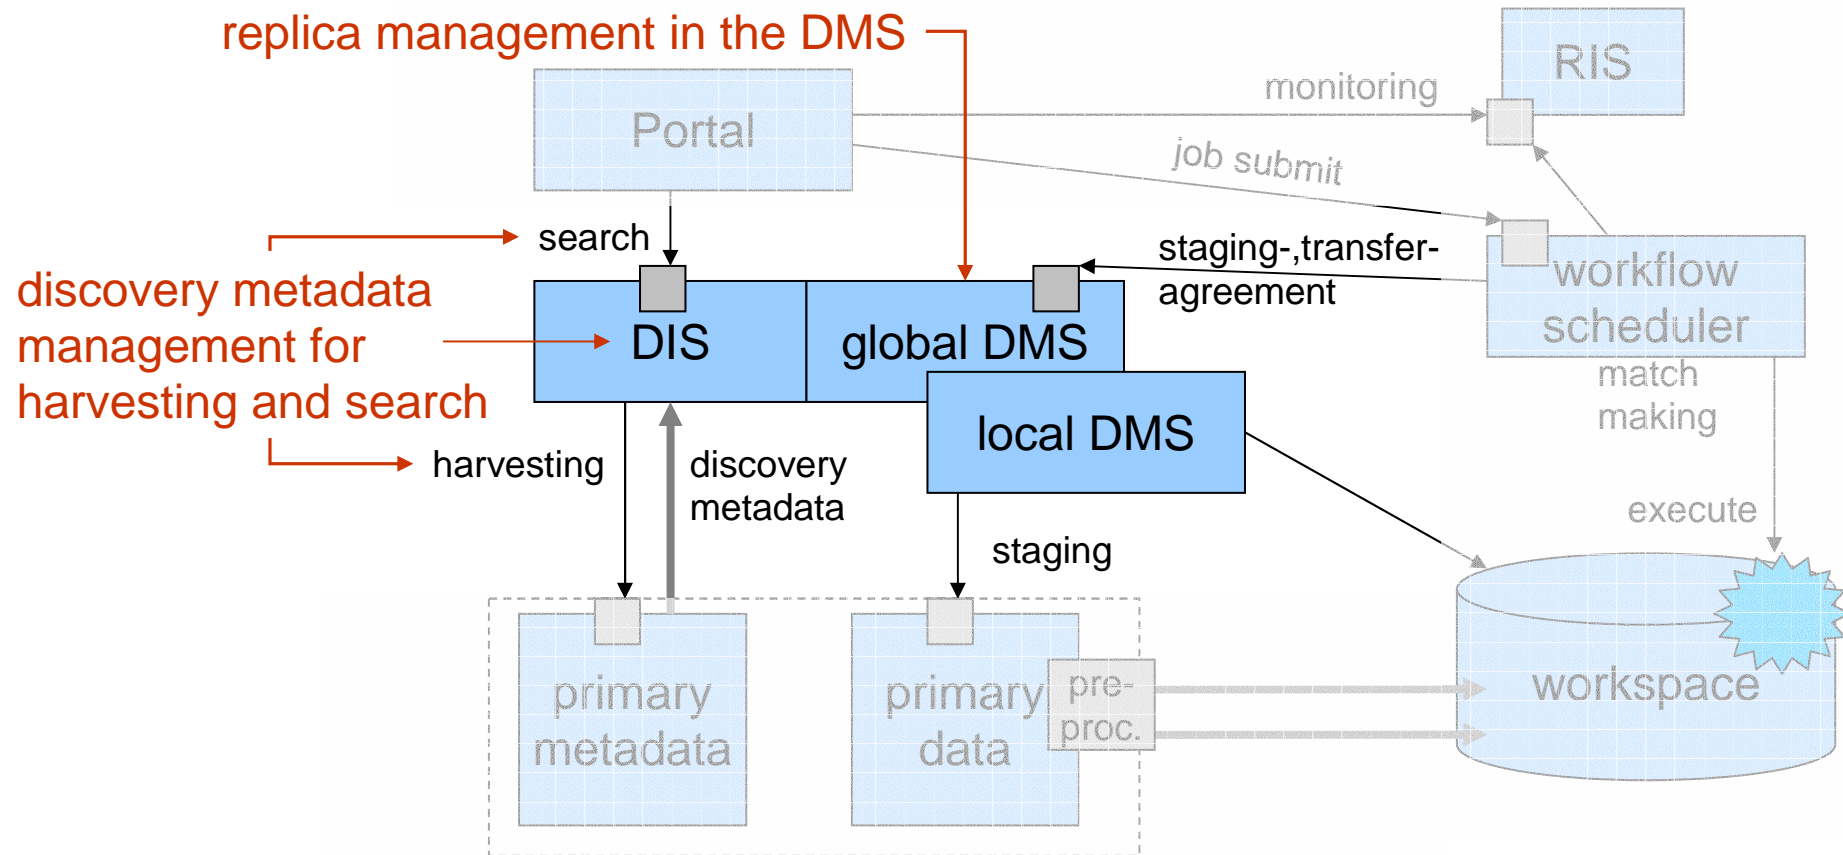 replica management in the DMS
RIS
monitoring
Portal
job submit
search
staging-,transfer-
agreement
workflow
scheduler
discovery metadata
management for
harvesting and search
DIS
global DMS
match
making
local DMS
harvesting
discovery
metadata
execute
staging
primary
metadata
primary
data
pre-
proc.
workspace